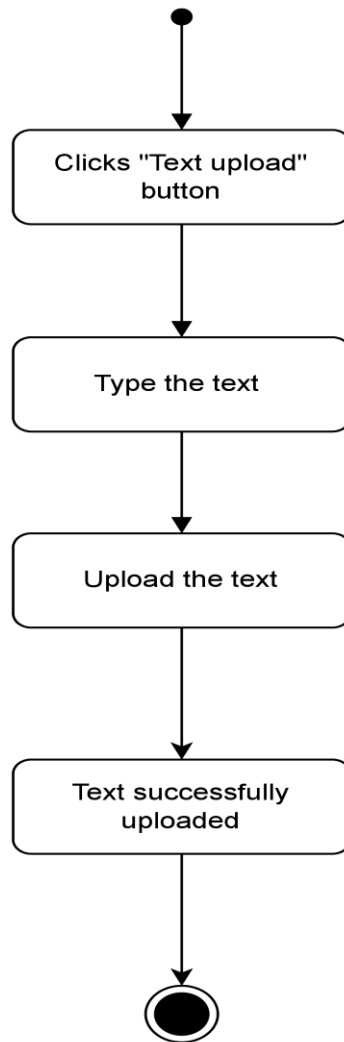 Clicks "Text upload"
button
Type the text
Upload the text
Text successfully
uploaded